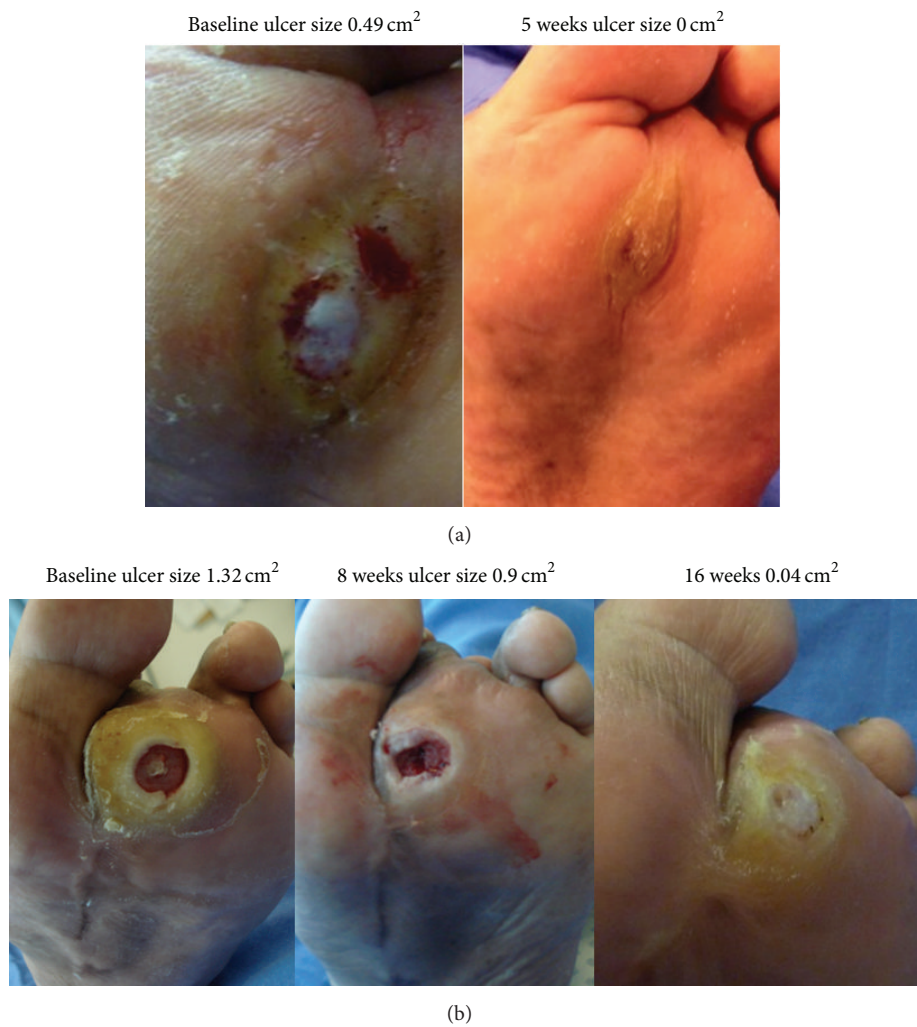 Baseline ulcer size 0.49 cm²
5 weeks ulcer size 0 cm²
(a)
Baseline ulcer size 1.32 cm²
8 weeks ulcer size 0.9 cm²
16 weeks 0.04 cm²
(b)